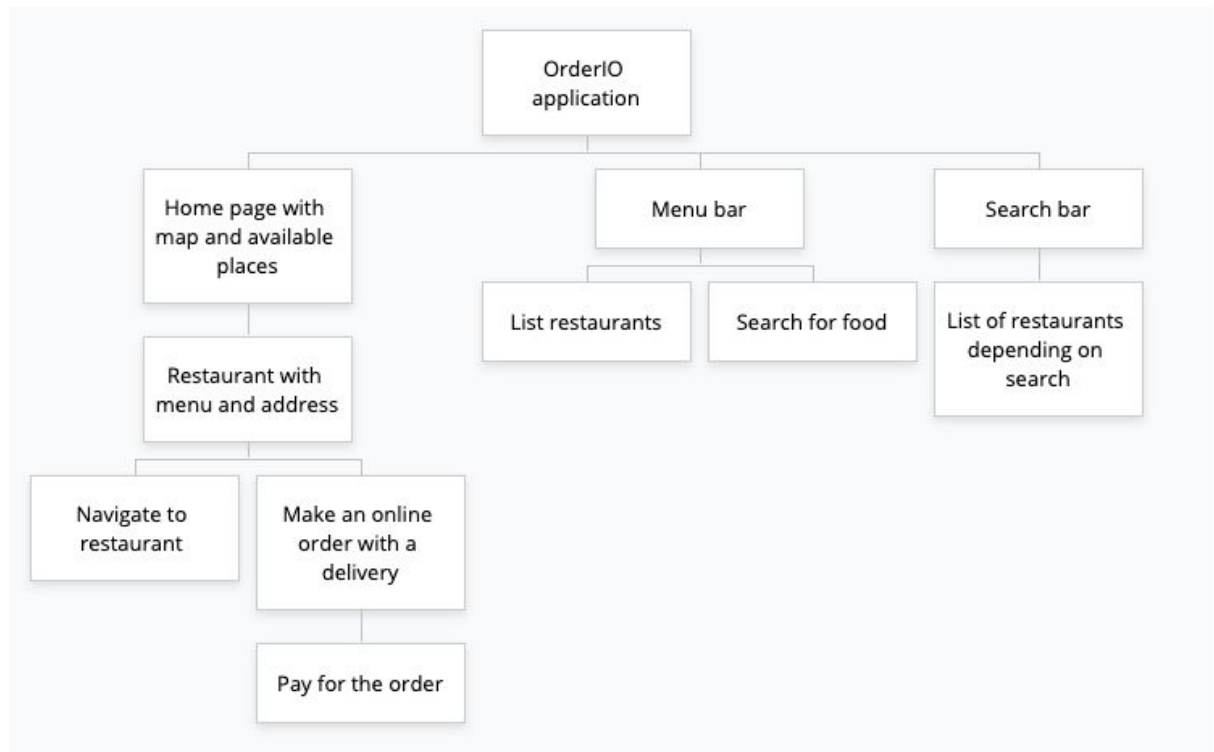 OrderIO
application
Home page with
map and available
places
Menu bar
Search bar
List restaurants
Search for food
List of restaurants
depending on
search
Restaurant with
menu and address
Navigate to
restaurant
Make an online
order with a
delivery
Pay for the order